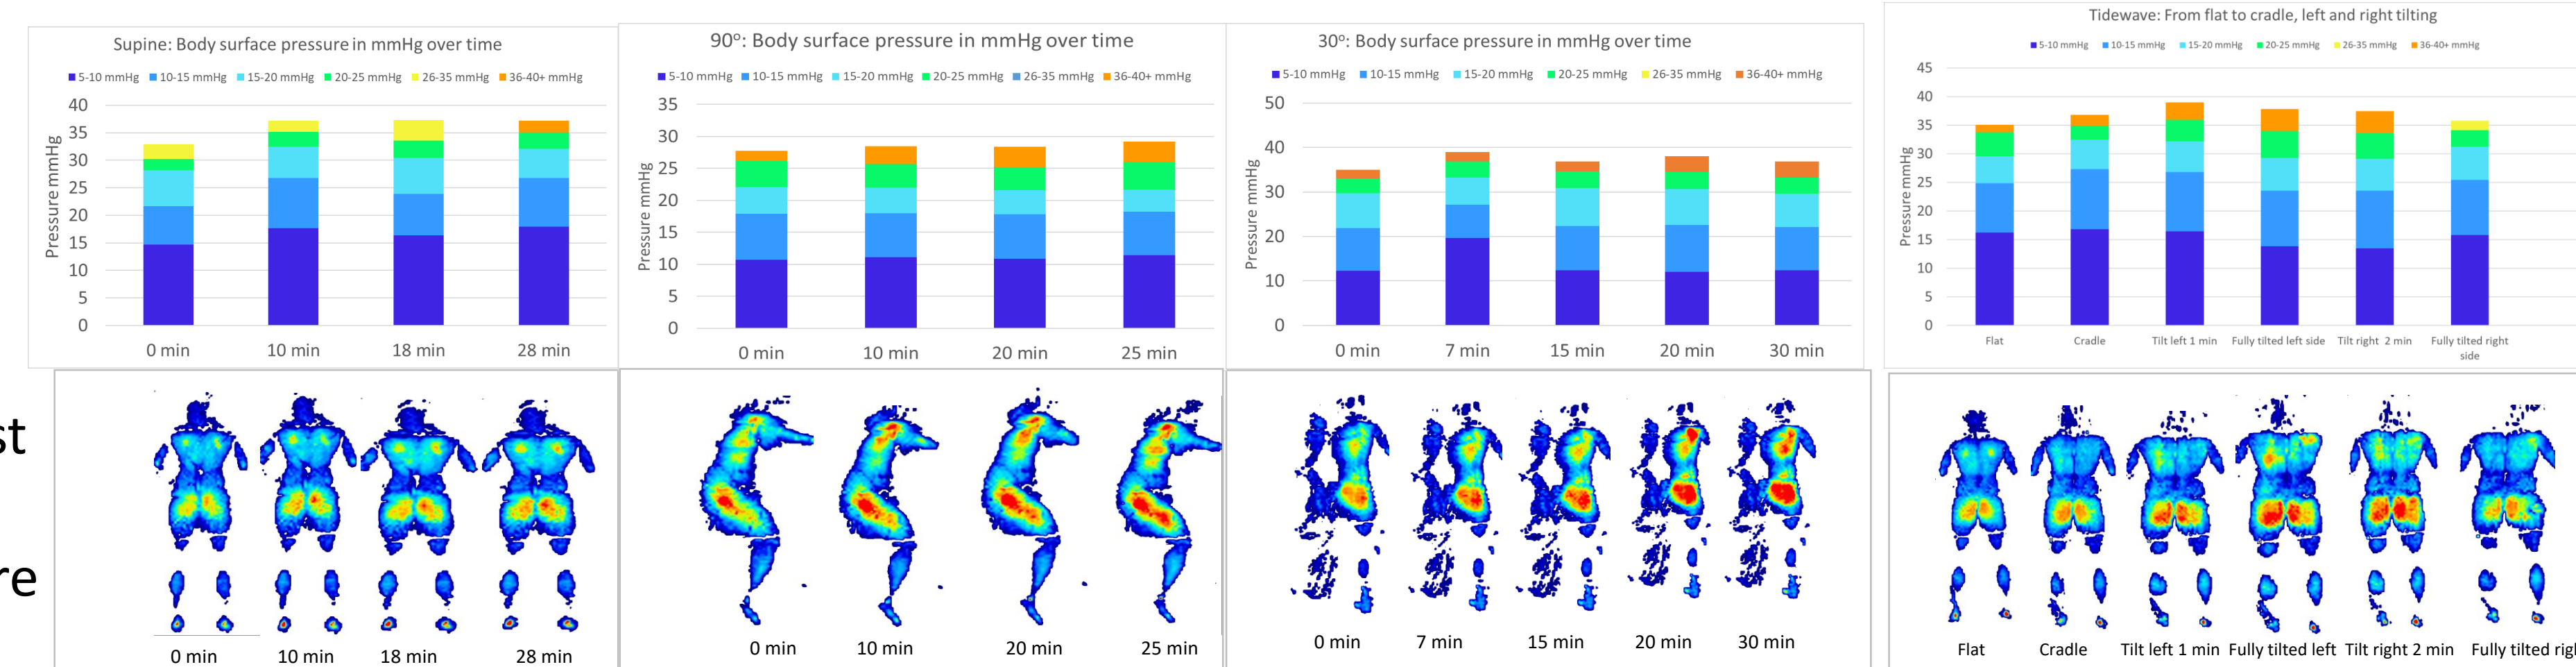 Supine: Body surface pressure in mmHg over time
5-10 mmHg 10-15 mmHg 15-20 mmHg 20-25 mmHg 26-35 mmHg 36-40+ mmHg
Pressure mmHg
40
35
30
25
20
15
10
5
0
0 min 10 min 18 min 28 min
90°: Body surface pressure in mmHg over time
5-10 mmHg 10-15 mmHg 15-20 mmHg 20-25 mmHg 26-35 mmHg 36-40+ mmHg
Pressure mmHg
35
30
25
20
15
10
5
0
0 min 10 min 20 min 25 min
30°: Body surface pressure in mmHg over time
5-10 mmHg 10-15 mmHg 15-20 mmHg 20-25 mmHg 26-35 mmHg 36-40+ mmHg
Pressure mmHg
50
40
30
20
10
0
0 min 7 min 15 min 20 min 30 min
Tidewave: From flat to cradle, left and right tilting
5-10 mmHg 10-15 mmHg 15-20 mmHg 20-25 mmHg 26-35 mmHg 36-40+ mmHg
Pressure mmHg
45
40
35
30
25
20
15
10
5
0
Flat Cradle Tilt left 1 min Fully tilted left side Tilt right 2 min Fully tilted right
side
st
re
0 min 10 min 18 min 28 min
0 min 10 min 20 min 25 min
0 min 7 min 15 min 20 min 30 min
Flat Cradle Tilt left 1 min Fully tilted left Tilt right 2 min Fully tilted rig